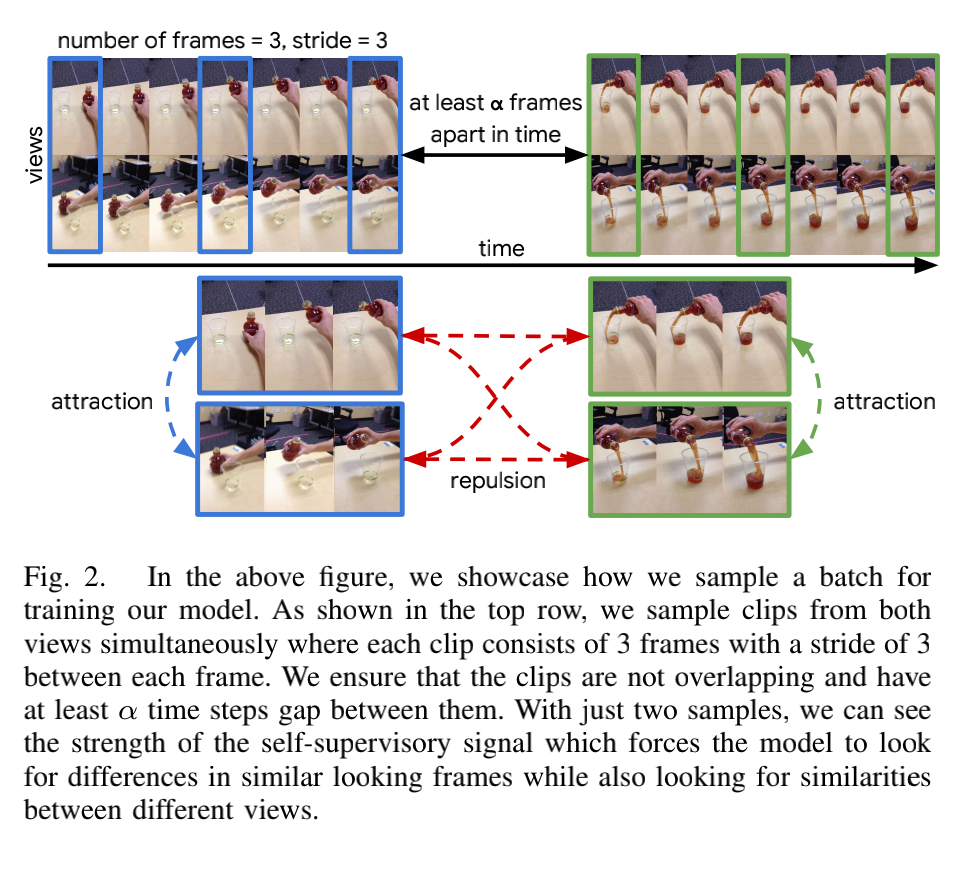 number of frames = 3, stride = 3
views
at least α frames
apart in time
time
attraction
attraction
repulsion
Fig. 2. In the above figure, we showcase how we sample a batch for
training our model. As shown in the top row, we sample clips from both
views simultaneously where each clip consists of 3 frames with a stride of 3
between each frame. We ensure that the clips are not overlapping and have
at least α time steps gap between them. With just two samples, we can see
the strength of the self-supervisory signal which forces the model to look
for differences in similar looking frames while also looking for similarities
between different views.